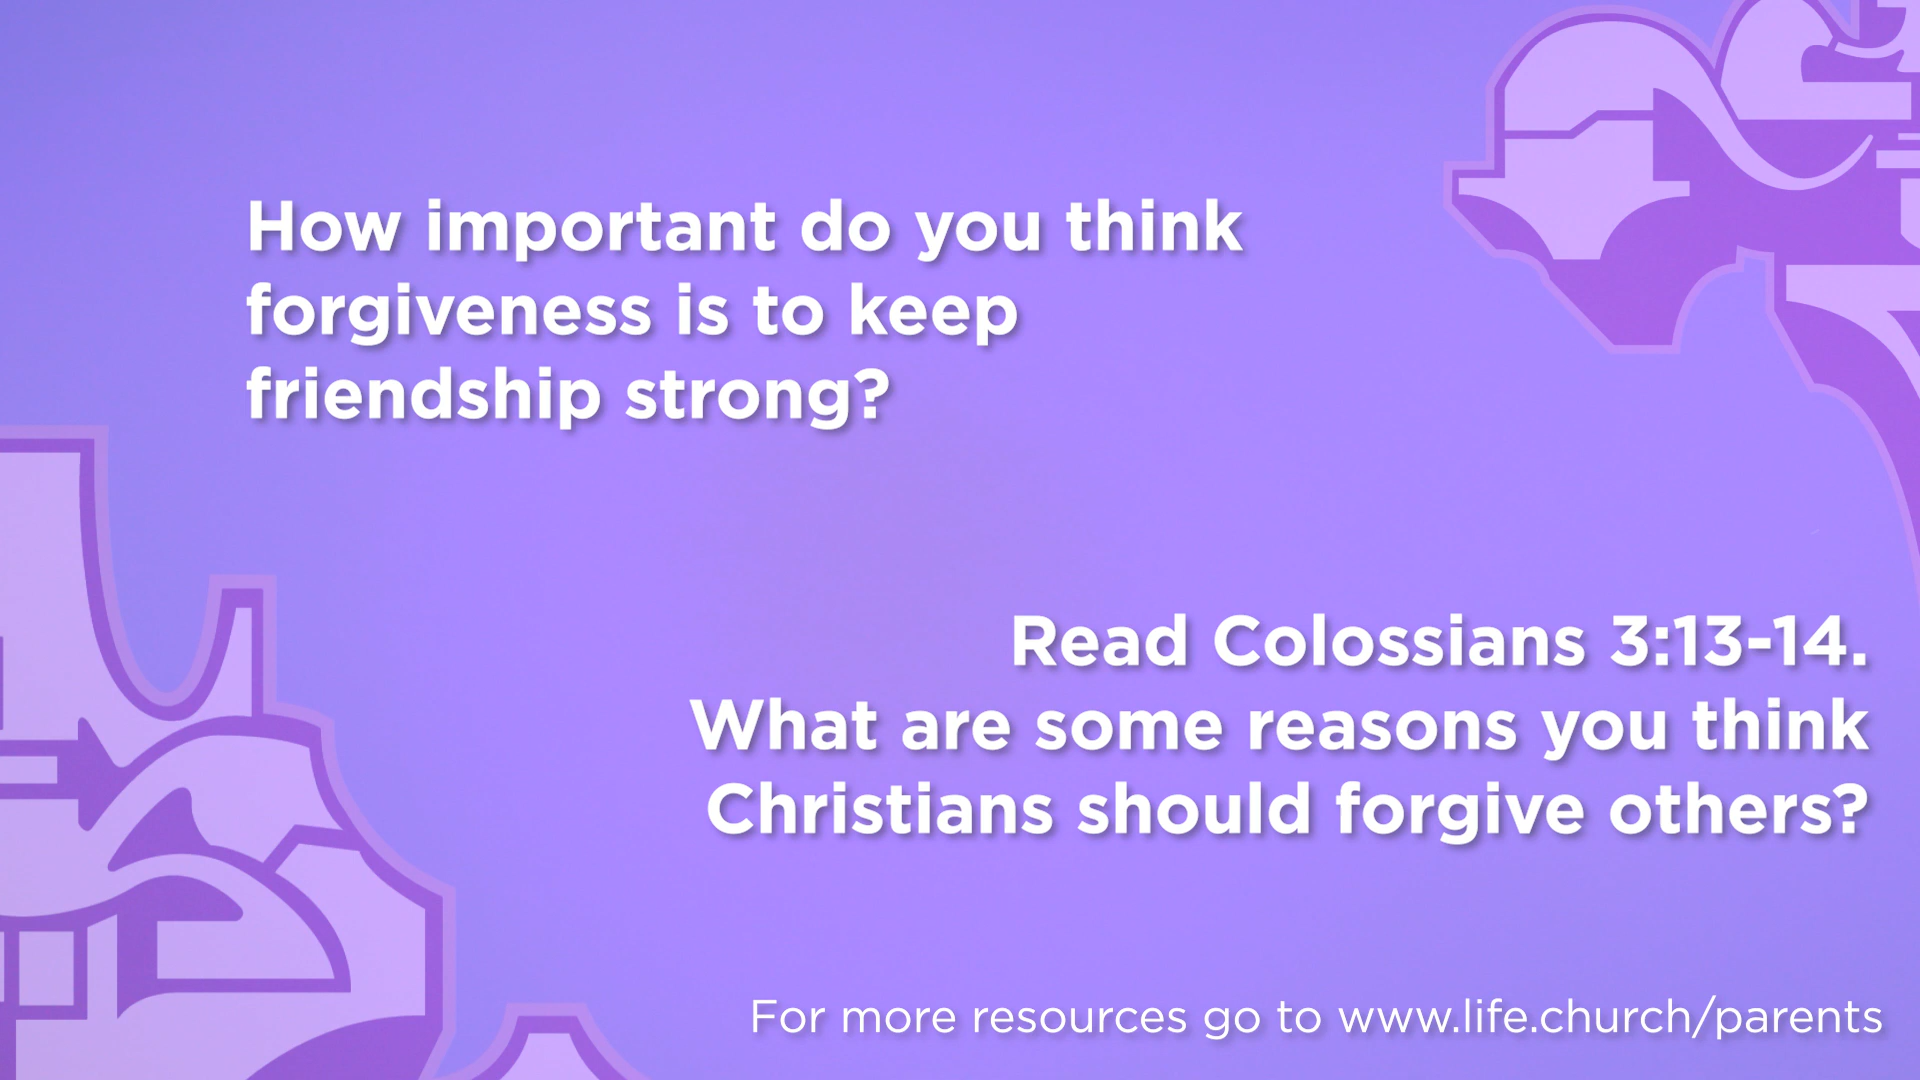 How important do you think
forgiveness is to keep
friendship strong?
Read Colossians 3:13-14.
What are some reasons you think
Christians should forgive others?
For more resources go to www.life.church/parents